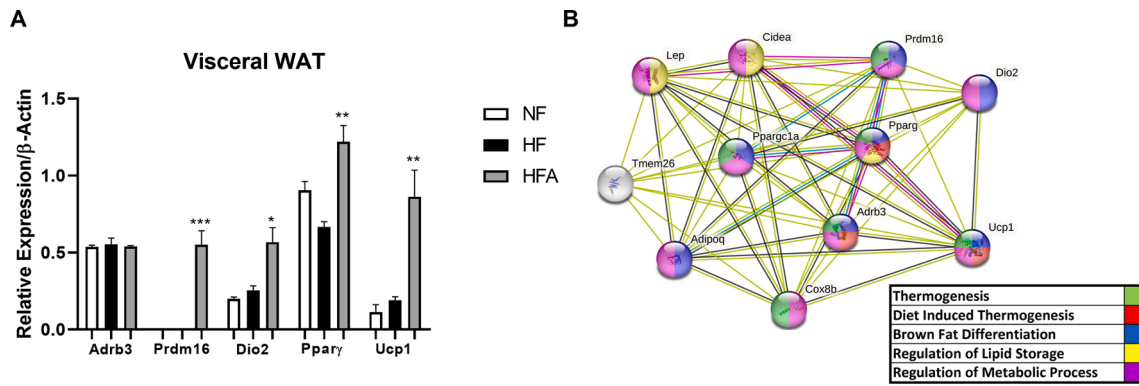 A
Visceral WAT
Relative Expression/β-Actin
1.5
1.0
0.5
0.0
*** * ** **
Adrb3 Prdm16 Dio2 Pparγ Ucp1
NF
HF
HFA
B
Lep
Cidea
Prdm16
Dio2
Ppargc1a
Pparg
Tmem26
Adrb3
Adipoq
Ucp1
Cox8b
Thermogenesis
Diet Induced Thermogenesis
Brown Fat Differentiation
Regulation of Lipid Storage
Regulation of Metabolic Process